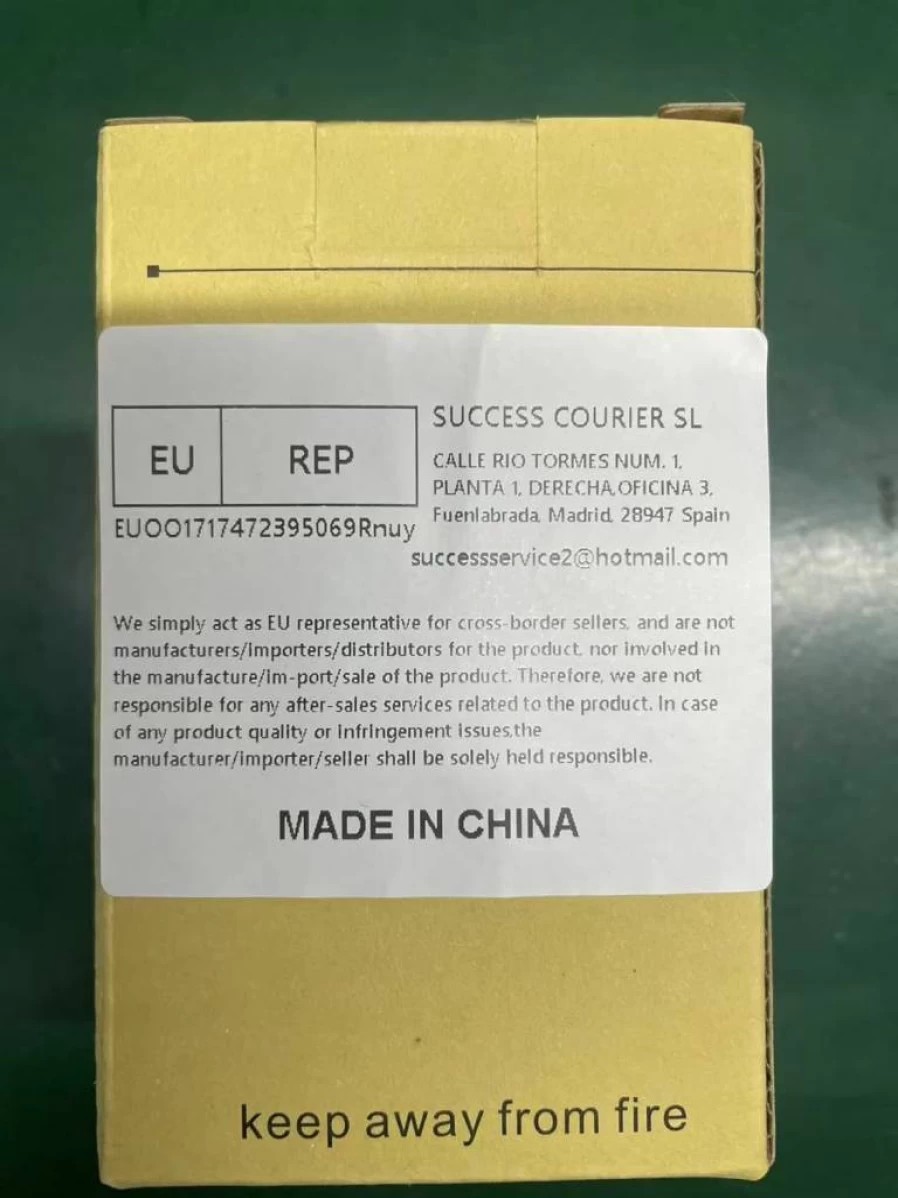 EU REP
EUOO1717472395069Rnuy
SUCCESS COURIER SL
CALLE RIO TORMES NUM. 1,
PLANTA 1, DERECHA,OFICINA 3,
Fuenlabrada, Madrid, 28947 Spain
successservice2@hotmail.com
We simply act as EU representative for cross-border sellers, and are not
manufacturers/importers/distributors for the product, nor involved in
the manufacture/im-port/sale of the product. Therefore, we are not
responsible for any after-sales services related to the product. In case
of any product quality or infringement issues,the
manufacturer/importer/seller shall be solely held responsible.
MADE IN CHINA
keep away from fire